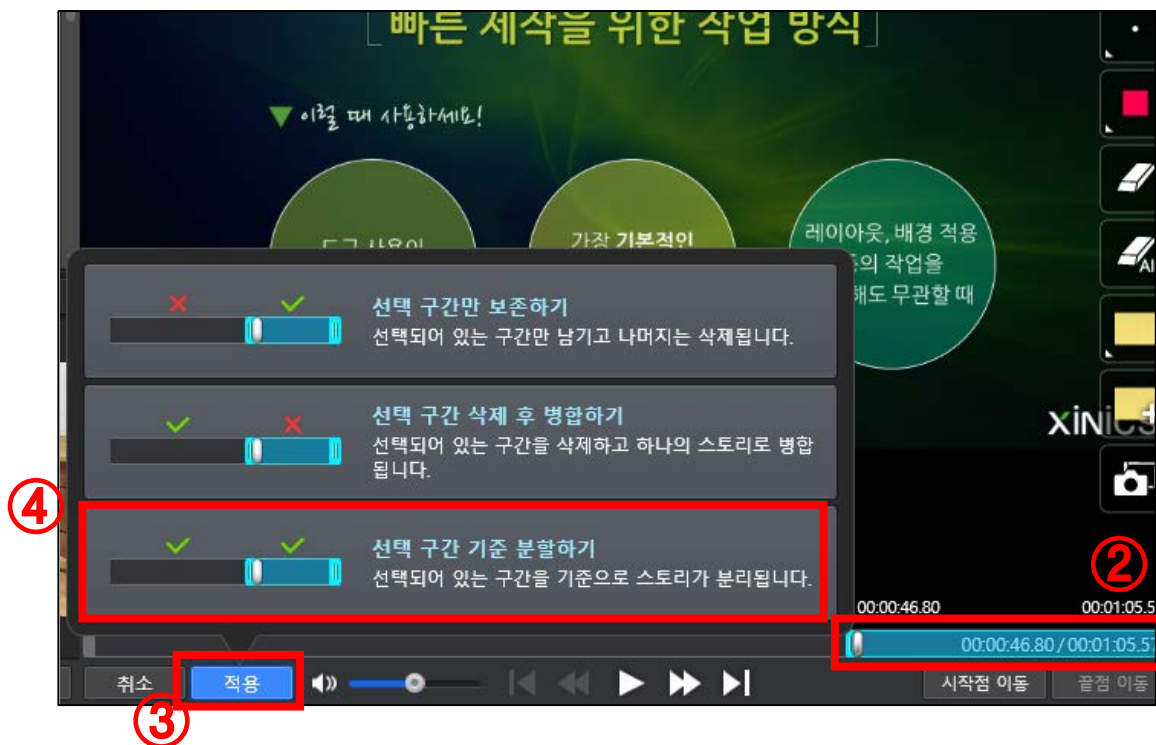 빠른 제작을 위한 작업 방식
이럴 때 사용하세요!
가장 기본적인
레이아웃, 배경 적용
의 작업을
해도 무관할 때
선택 구간만 보존하기
선택되어 있는 구간만 남기고 나머지는 삭제됩니다.
선택 구간 삭제 후 병합하기
선택되어 있는 구간을 삭제하고 하나의 스토리로 병합
됩니다.
④
선택 구간 기준 분할하기
선택되어 있는 구간을 기준으로 스토리가 분리됩니다.
AI
②
00:00:46.80
00:01:05.5
00:00:46.80 / 00:01:05.57
취소
적용
시작점 이동
끝점 이동
③